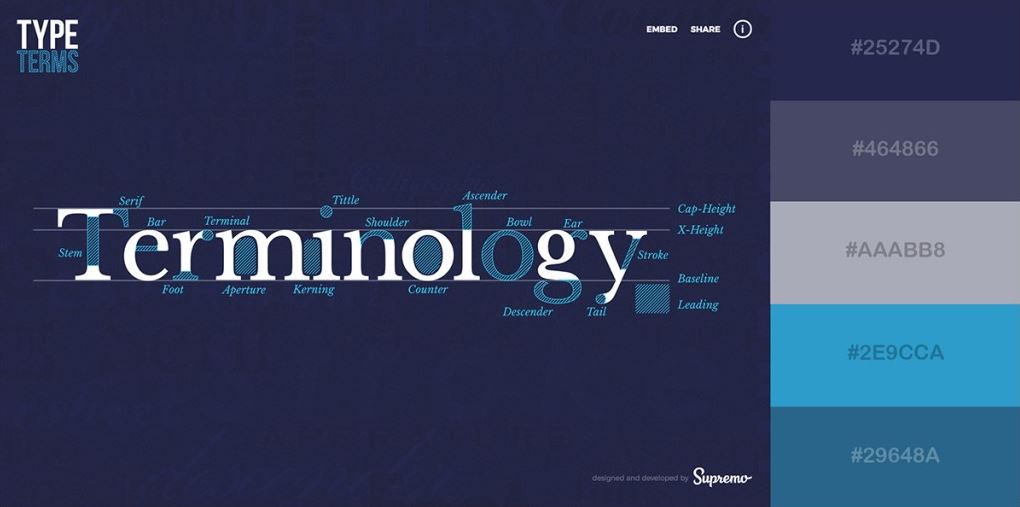 TYPE
TERMS
EMBED SHARE i
#25274D
#464866
#AAABB8
#2E9CCA
#29648A
Serif
Tittle
Ascender
Cap-Height
Bar
Terminal
Shoulder
Bowl
Ear
X-Height
Terminology
Stem
Stroke
Baseline
Foot
Aperture
Kerning
Counter
Leading
Descender
Tail
designed and developed by Supremo